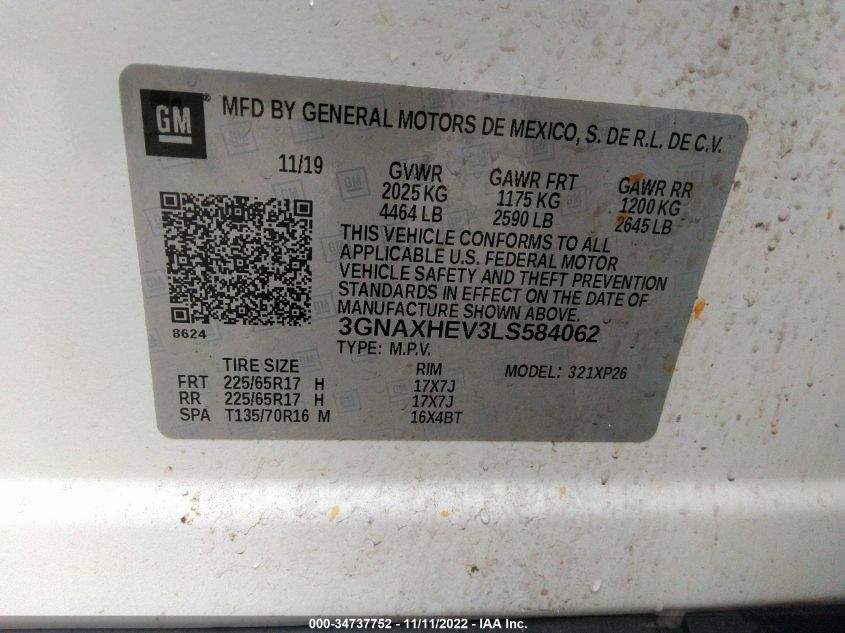 GM ® MFD BY GENERAL MOTORS DE MEXICO, S. DE R.L. DE C.V.
11/19 GVWR GAWR FRT GAWR RR
2025 KG 1175 KG 1200 KG
4464 LB 2590 LB 2645 LB
THIS VEHICLE CONFORMS TO ALL
APPLICABLE U.S. FEDERAL MOTOR
VEHICLE SAFETY AND THEFT PREVENTION
STANDARDS IN EFFECT ON THE DATE OF
MANUFACTURE SHOWN ABOVE.
8624 3GNAXHEV3LS584062
TYPE: M.P.V.
TIRE SIZE RIM MODEL: 321XP26
FRT 225/65R17 H 17X7J
RR 225/65R17 H 17X7J
SPA T135/70R16 M 16X4BT
000-34737752 - 11/11/2022 - IAA Inc.